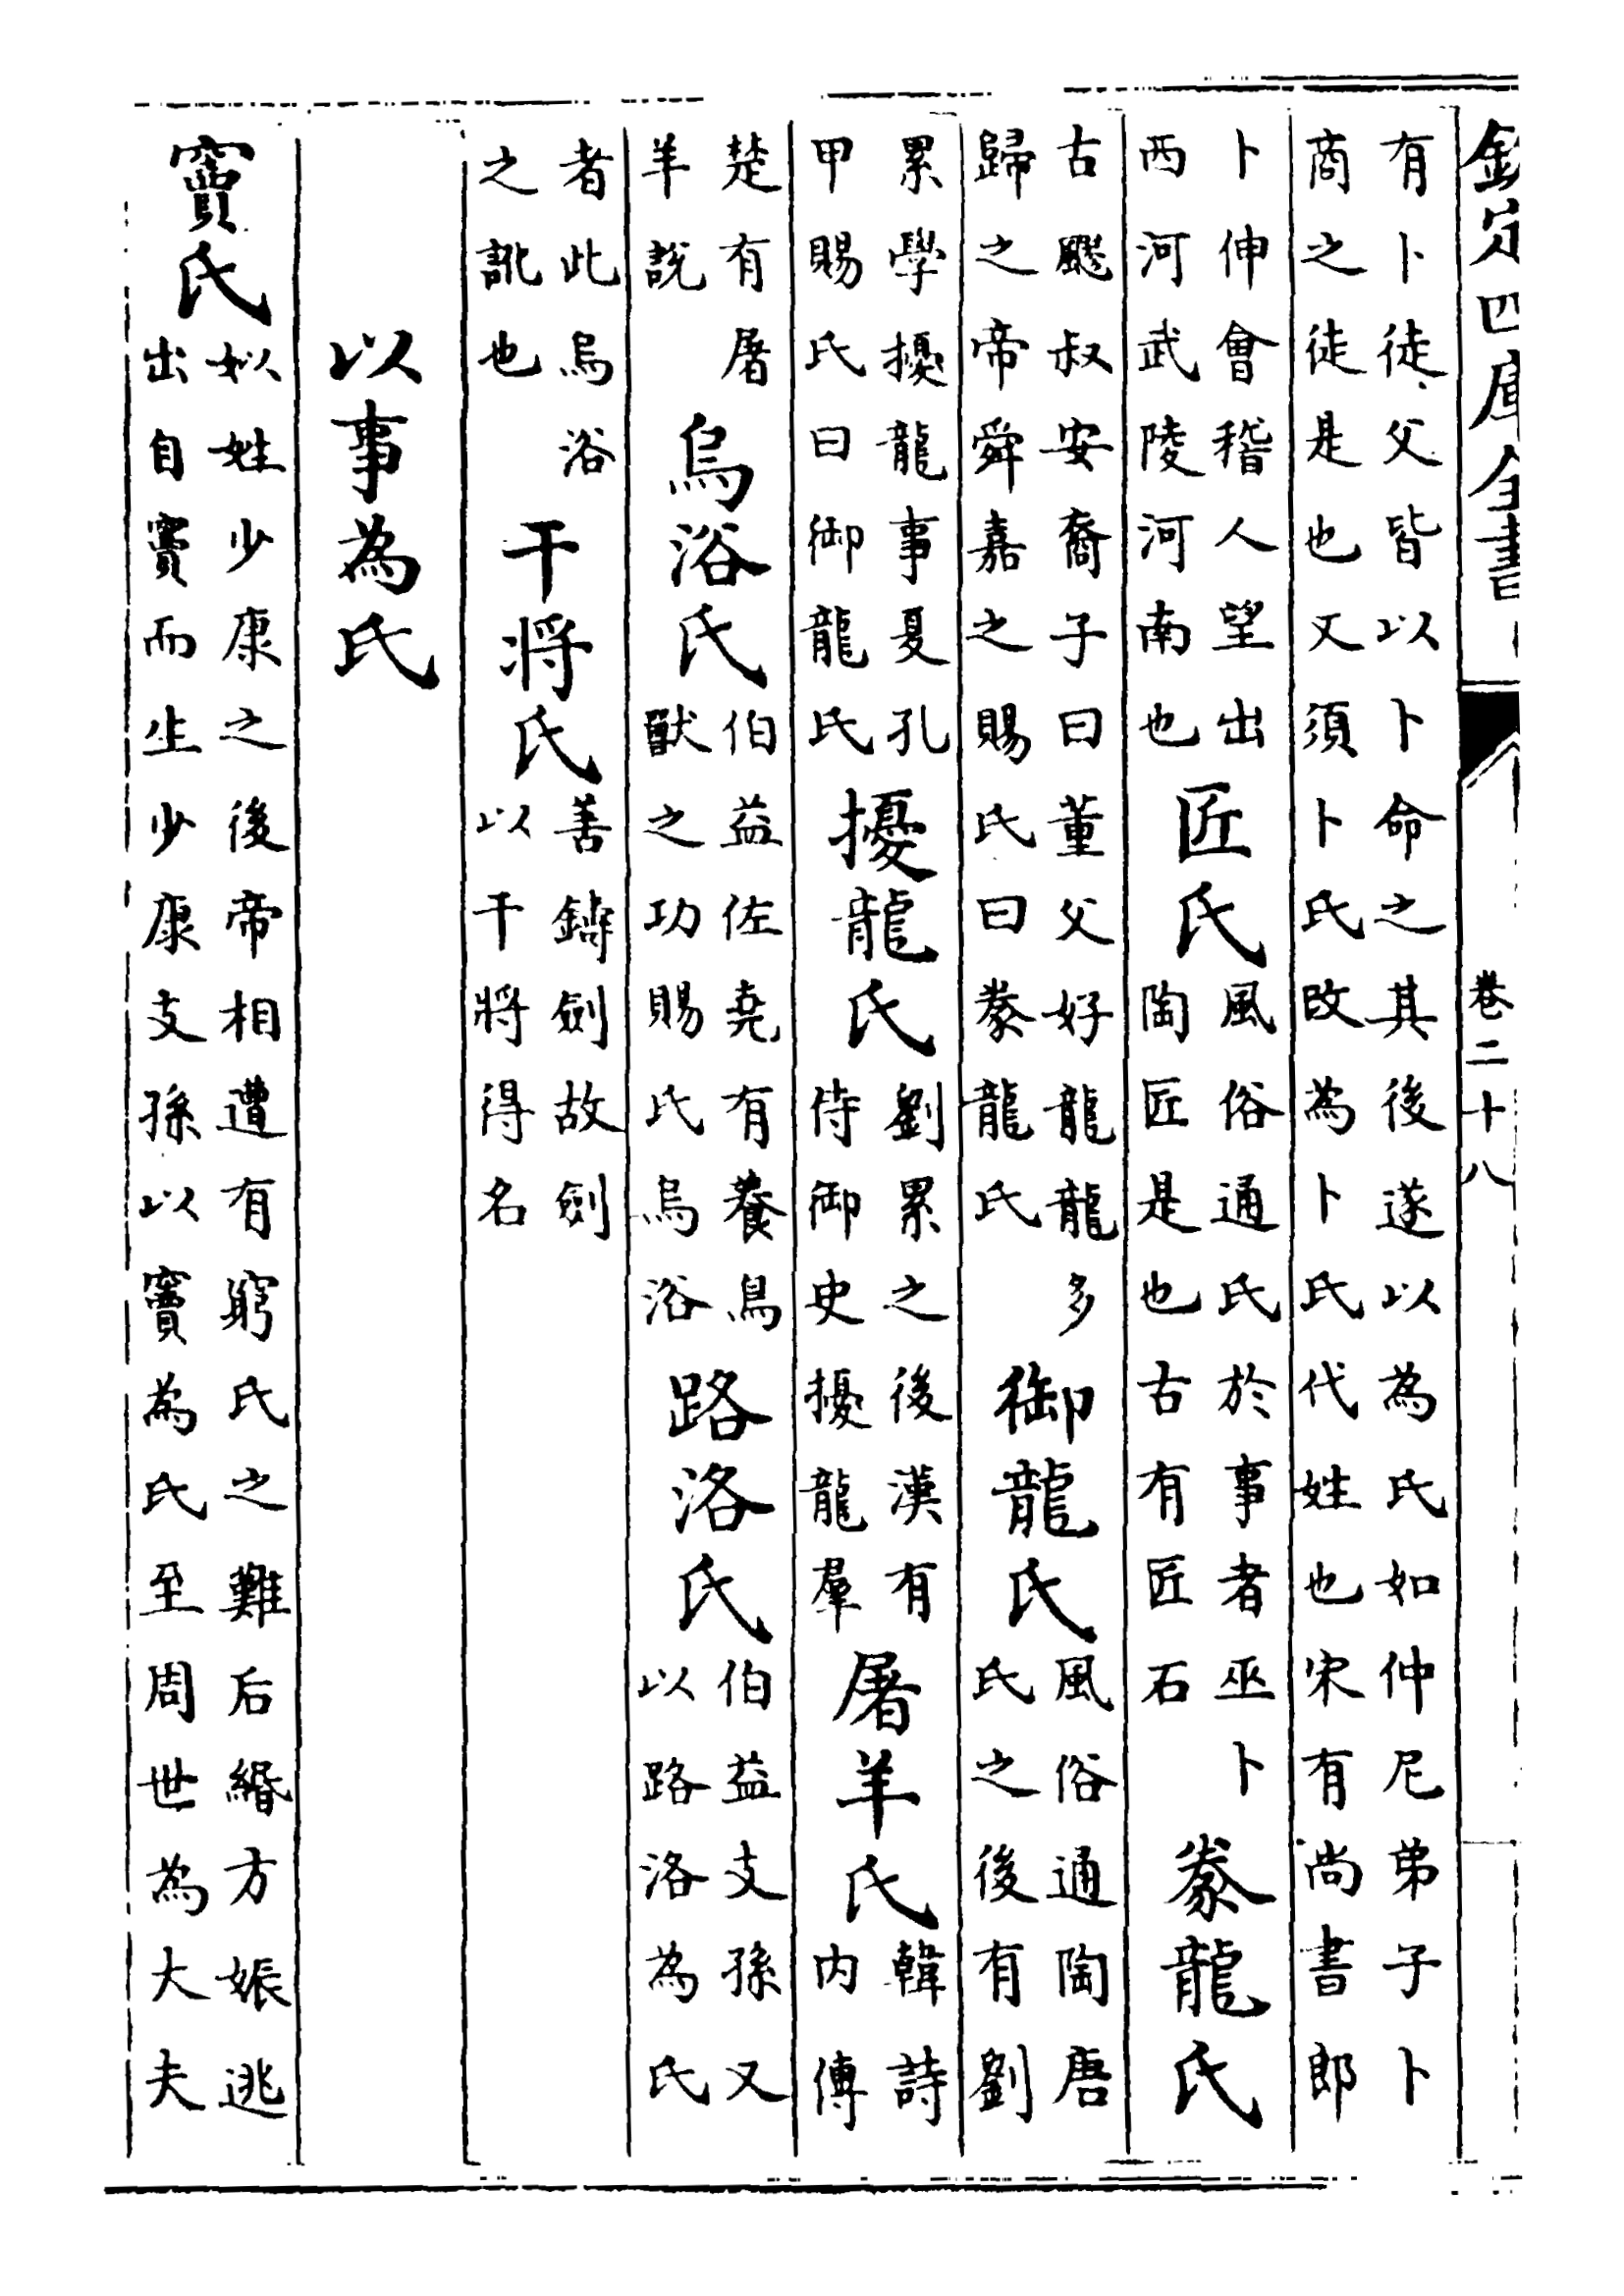 欽定四庫全書
卷二十八
有卜徒父皆以卜命之其後遂以為氏如仲尼弟子卜
商之徒是也又須卜氏改為卜氏代姓也宋有尚書郎
卜伸會稽人望出
西河武陵河南也
匠氏
風俗通氏於事者巫卜
陶匠是也古有匠石
豢龍氏
古飂叔安裔子曰董父好龍龍多
歸之帝舜嘉之賜氏曰豢龍氏
御龍氏
風俗通陶唐
氏之後有劉
累學擾龍事夏孔
甲賜氏曰御龍氏
擾龍氏
劉累之後漢有
侍御史擾龍羣
屠羊氏
韓詩
內傳
楚有屠
羊說
烏浴氏
伯益佐堯有養鳥
獸之功賜氏烏浴
路洛氏
伯益支孫又
以路洛為氏
者此烏浴
之訛也
干將氏
善鑄劍故劍
以干將得名
以事為氏
竇氏
姒姓少康之後帝相遭有窮氏之難后緡方娠逃
出自竇而生少康支孫以竇為氏至周世為大夫